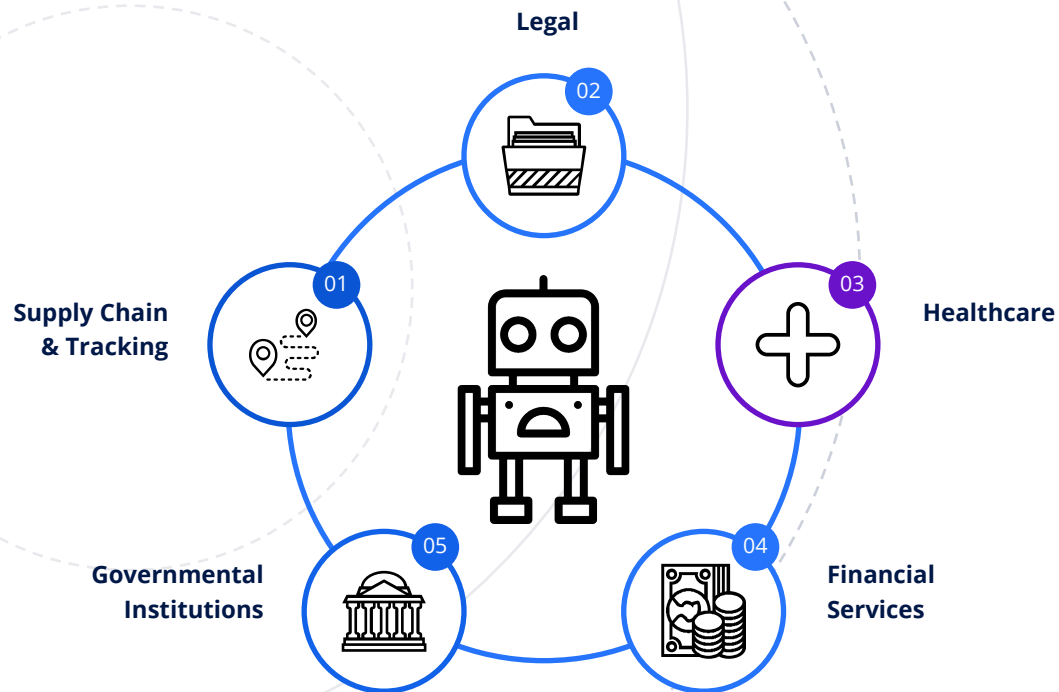 Legal
02
01
Supply Chain
& Tracking
03
Healthcare
05
Governmental
Institutions
04
Financial
Services